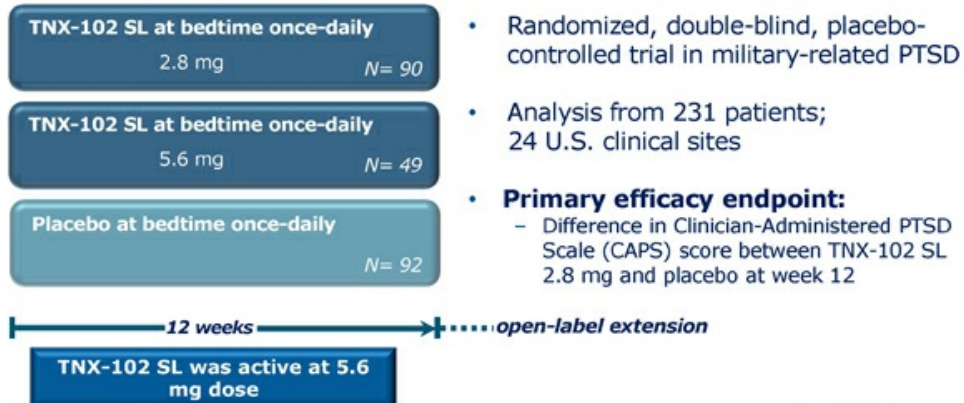 TNX-102 SL at bedtime once-daily
2.8 mg
N= 90
TNX-102 SL at bedtime once-daily
5.6 mg
N= 49
Placebo at bedtime once-daily
N= 92
12 weeks
open-label extension
TNX-102 SL was active at 5.6
mg dose
• Randomized, double-blind, placebo-
controlled trial in military-related PTSD
• Analysis from 231 patients;
24 U.S. clinical sites
• Primary efficacy endpoint:
– Difference in Clinician-Administered PTSD
Scale (CAPS) score between TNX-102 SL
2.8 mg and placebo at week 12